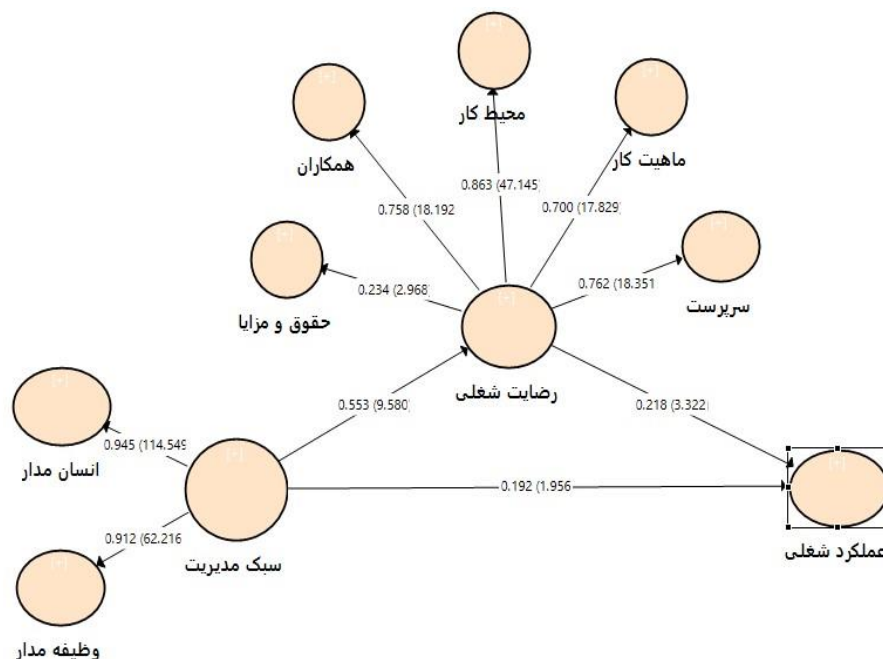 محیط کار
ماهیت کار
همکاران
0.863 (47.145)
0.758 (18.192
0.700 (17.829)
0.234 (2.968)
0.762 (18.351
سرپرست
حقوق و مزایا
رضایت شغلی
0.553 (9.580)
0.218 (3.322)
0.945 (114.549
انسان مدار
0.192 (1.956
0.912 (62.216
سبک مدیریت
عملکرد شغلی
وظیفه مدار
[+]
[+]
[+]
[+]
[+]
[+]
[+]
[+]
[+]
[+]